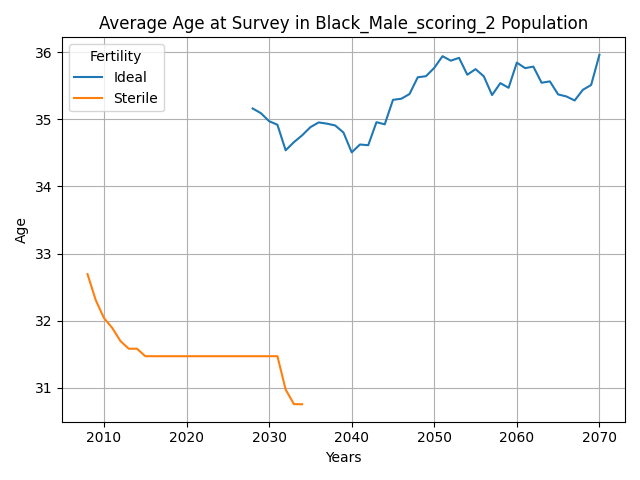 Average Age at Survey in Black_Male_scoring_2 Population
Fertility
Ideal
Sterile
36
35
34
33
32
31
Age
2010 2020 2030 2040 2050 2060 2070
Years